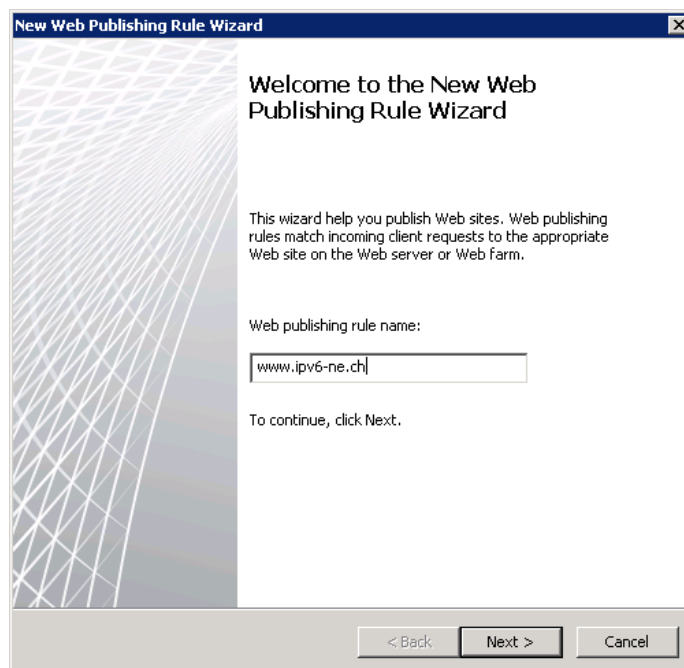 New Web Publishing Rule Wizard
Welcome to the New Web
Publishing Rule Wizard
This wizard help you publish Web sites. Web publishing
rules match incoming client requests to the appropriate
Web site on the Web server or Web farm.
Web publishing rule name:
www.ipv6-ne.ch
To continue, click Next.
< Back
Next >
Cancel